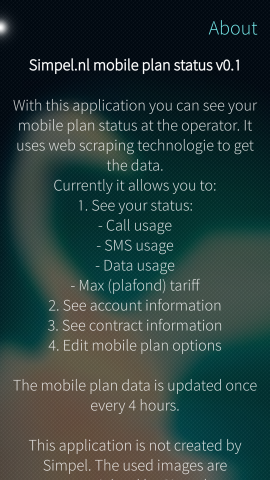 About
Simpel.nl mobile plan status v0.1
With this application you can see your
mobile plan status at the operator. It
uses web scraping technologie to get
the data.
Currently it allows you to:
1. See your status:
- Call usage
- SMS usage
- Data usage
- Max (plafond) tariff
2. See account information
3. See contract information
4. Edit mobile plan options
The mobile plan data is updated once
every 4 hours.
This application is not created by
Simpel. The used images are